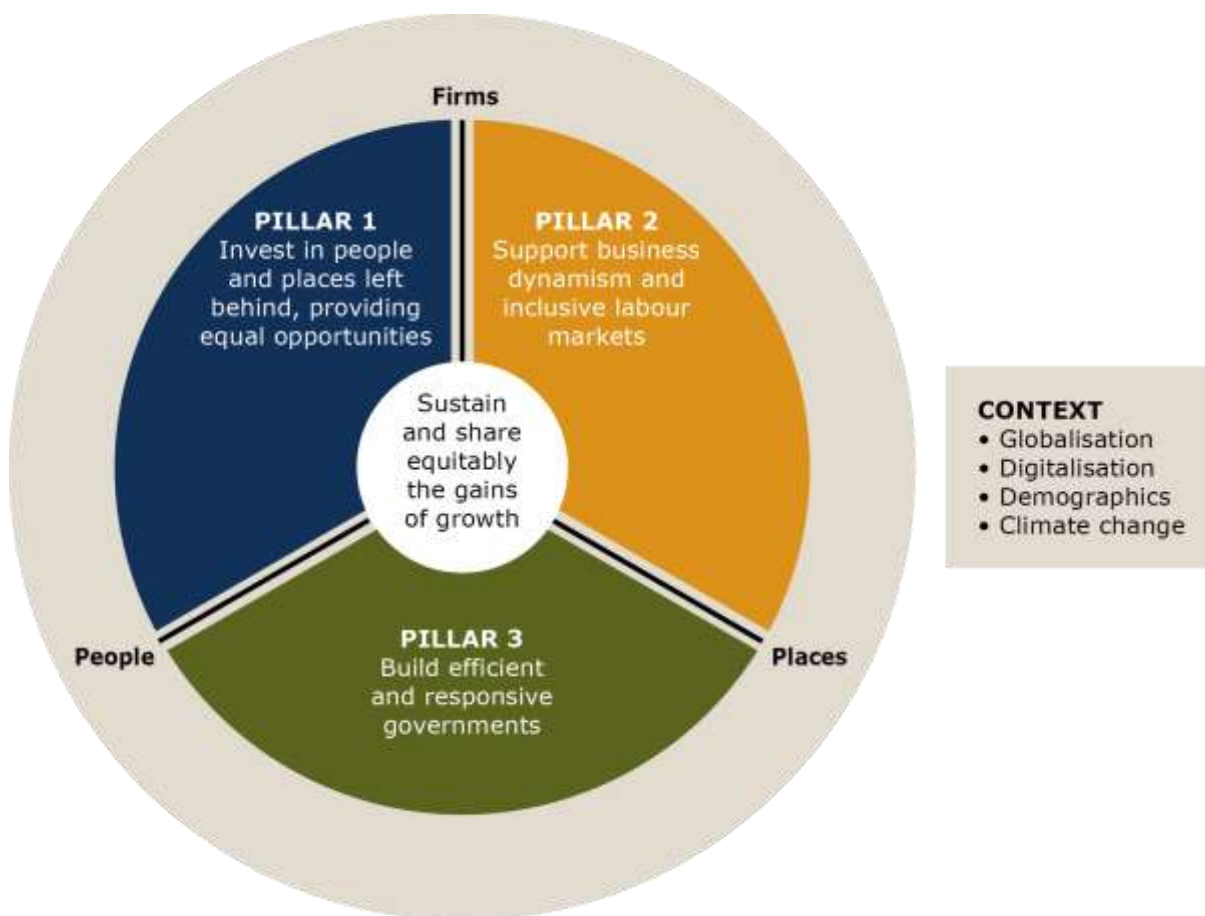 Firms
PILLAR 1
Invest in people
and places left
behind, providing
equal opportunities
PILLAR 2
Support business
dynamism and
inclusive labour
markets
Sustain
and share
equitably
the gains
of growth
CONTEXT
• Globalisation
• Digitalisation
• Demographics
• Climate change
People
PILLAR 3
Build efficient
and responsive
governments
Places